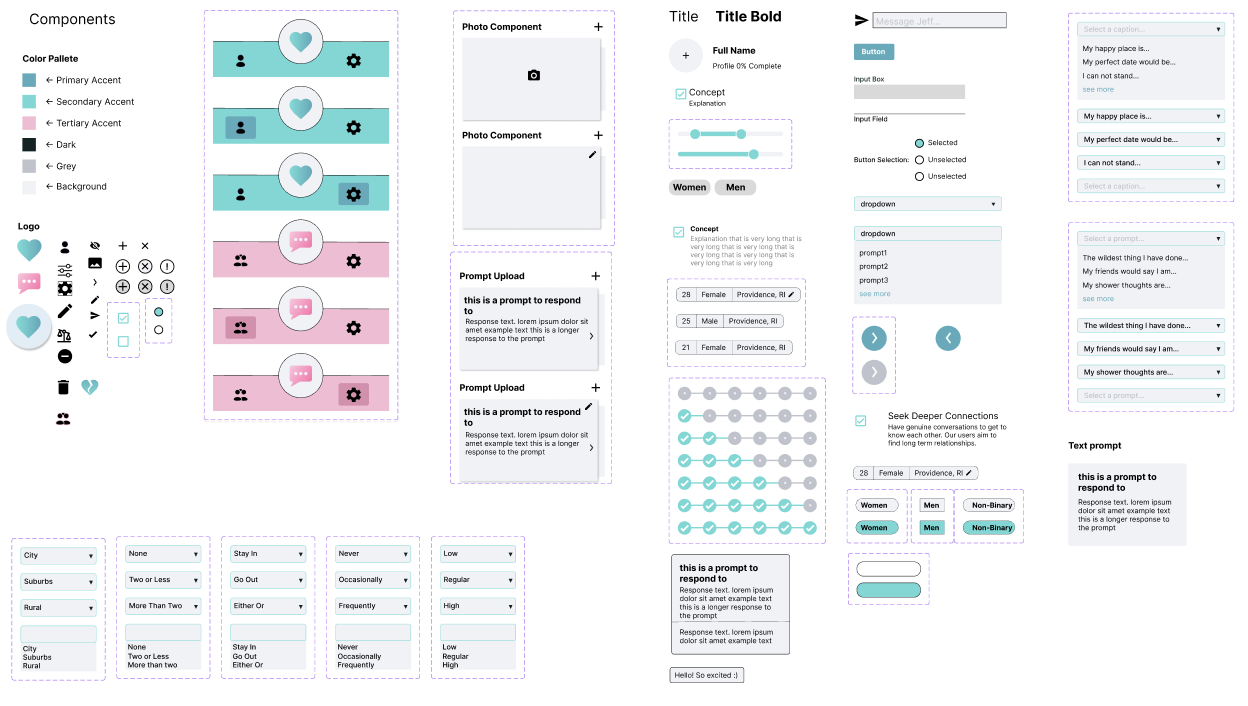 Components
Color Pallete
← Primary Accent
← Secondary Accent
← Tertiary Accent
← Dark
← Grey
← Background
Logo
Photo Component
Photo Component
Prompt Upload
this is a prompt to respond
to
Response text. lorem ipsum dolor sit
amet example text this is a longer
response to the prompt
Prompt Upload
this is a prompt to respond
to
Response text. lorem ipsum dolor sit
amet example text this is a longer
response to the prompt
City
Suburbs
Rural
City
Suburbs
Rural
None
Two or Less
More Than Two
None
Two or Less
More than two
Stay In
Go Out
Either Or
Stay In
Go Out
Either Or
Never
Occasionally
Frequently
Never
Occasionally
Frequently
Low
Regular
High
Low
Regular
High
Title Title Bold
Full Name
Profile 0% Complete
Concept
Explanation
Women Men
Concept
Explanation that is very long that is
very long that is very long that is
very long that is very long that is
very long that is very long
28 Female Providence, RI
25 Male Providence, RI
21 Female Providence, RI
this is a prompt to
respond to
Response text. lorem ipsum
dolor sit amet example text
this is a longer response to
the prompt
Response text. lorem ipsum
dolor sit amet example text
Hello! So excited :)
Message Jeff...
Button
Input Box
Input Field
Button Selection:
Selected
Unselected
Unselected
dropdown
dropdown
prompt1
prompt2
prompt3
see more
Seek Deeper Connections
Have genuine conversations to get to
know each other. Our users aim to
find long term relationships.
28 Female Providence, RI
Women Men Non-Binary
Women Men Non-Binary
Select a caption...
My happy place is...
My perfect date would be...
I can not stand...
see more
My happy place is...
My perfect date would be...
I can not stand...
Select a caption...
Select a prompt...
The wildest thing I have done...
My friends would say I am...
My shower thoughts are...
see more
The wildest thing I have done...
My friends would say I am...
My shower thoughts are...
Select a prompt...
Text prompt
this is a prompt to
respond to
Response text. lorem ipsum
dolor sit amet example text
this is a longer response to
the prompt